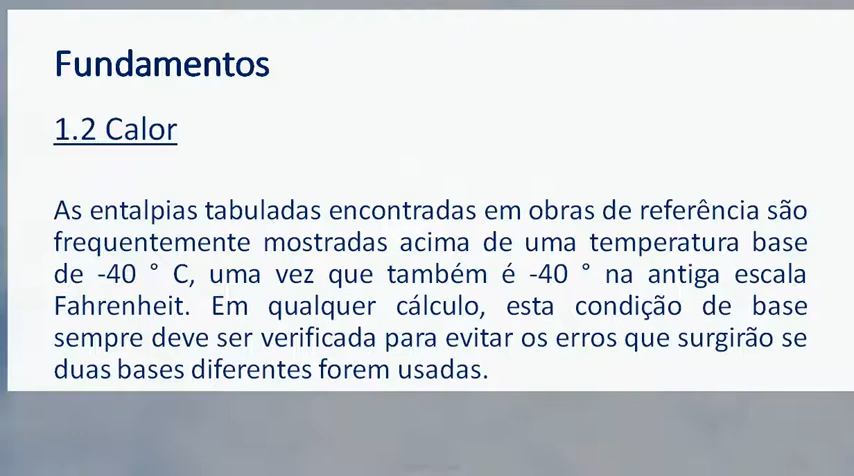 Fundamentos
1.2 Calor
As entalpias tabuladas encontradas em obras de referência são
frequentemente mostradas acima de uma temperatura base
de -40 ° C, uma vez que também é -40 ° na antiga escala
Fahrenheit. Em qualquer cálculo, esta condição de base
sempre deve ser verificada para evitar os erros que surgirão se
duas bases diferentes forem usadas.